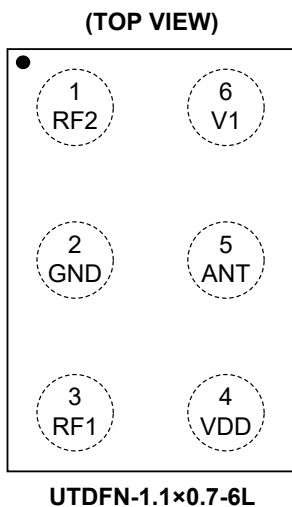 (TOP VIEW)
1
RF2
6
V1
2
GND
5
ANT
3
RF1
4
VDD
UTDFN-1.1×0.7-6L